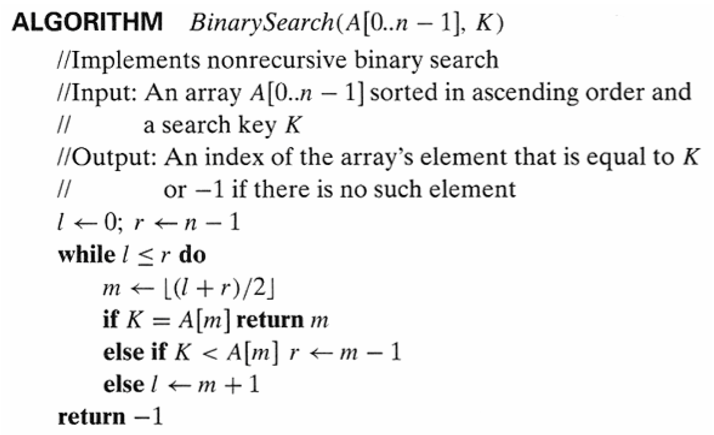 ALGORITHM BinarySearch(A[0..n − 1], K)
//Implements nonrecursive binary search
//Input: An array A[0..n − 1] sorted in ascending order and
// a search key K
//Output: An index of the array's element that is equal to K
// or −1 if there is no such element
l ← 0; r ← n − 1
while l ≤ r do
m ← ⌊(l + r)/2⌋
if K = A[m] return m
else if K < A[m] r ← m − 1
else l ← m + 1
return −1